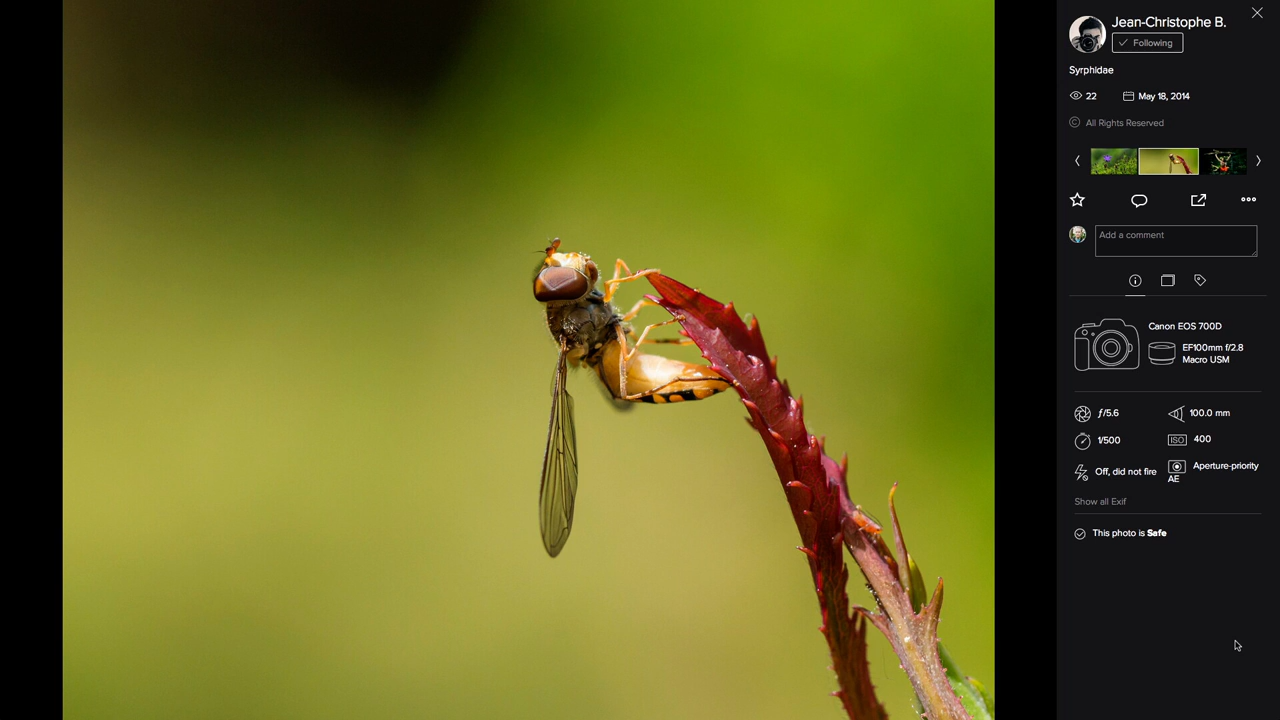 Jean-Christophe B.
Following
Syrphidae
22
May 18, 2014
© All Rights Reserved
Add a comment
Canon EOS 700D
EF100mm f/2.8
Macro USM
ƒ/5.6
100.0 mm
1/500
ISO 400
Off, did not fire
Aperture-priority
AE
Show all Exif
This photo is Safe